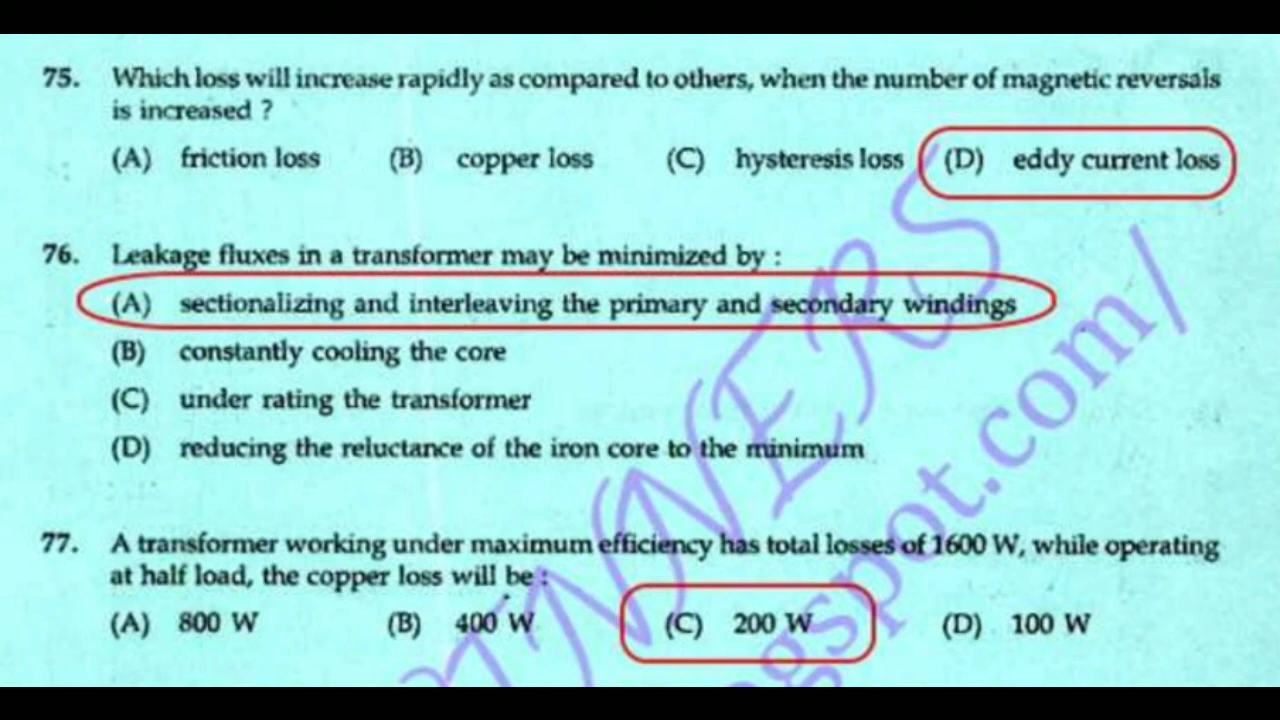 75. Which loss will increase rapidly as compared to others, when the number of magnetic reversals
is increased ?
(A) friction loss (B) copper loss (C) hysteresis loss (D) eddy current loss
76. Leakage fluxes in a transformer may be minimized by :
(A) sectionalizing and interleaving the primary and secondary windings
(B) constantly cooling the core
(C) under rating the transformer
(D) reducing the reluctance of the iron core to the minimum
77. A transformer working under maximum efficiency has total losses of 1600 W, while operating
at half load, the copper loss will be :
(A) 800 W (B) 400 W (C) 200 W (D) 100 W